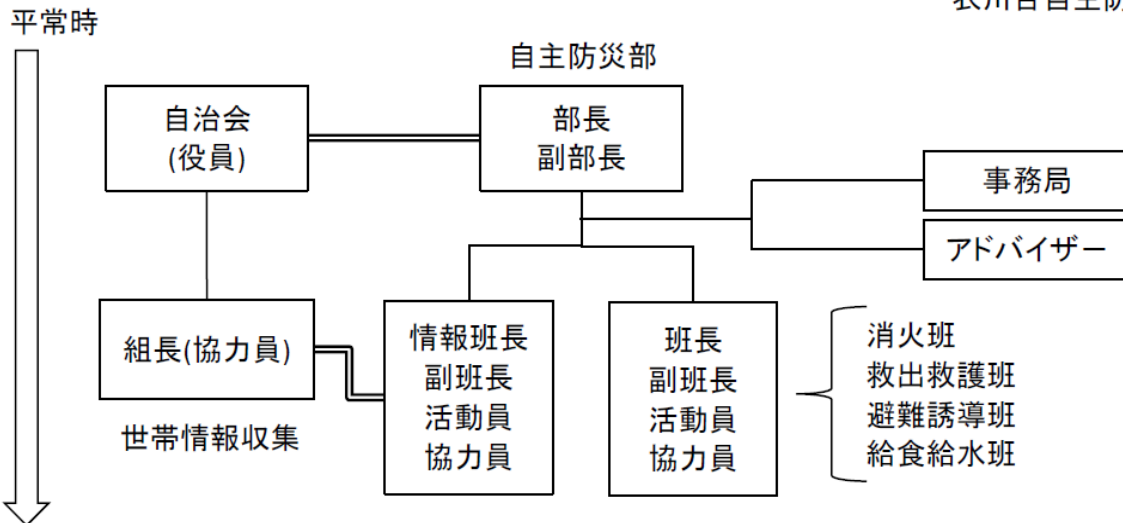 平常時
自主防災部
自治会
(役員)
部長
副部長
事務局
アドバイザー
組長(協力員)
世帯情報収集
情報班長
副班長
活動員
協力員
班長
副班長
活動員
協力員
消火班
救出救護班
避難誘導班
給食給水班